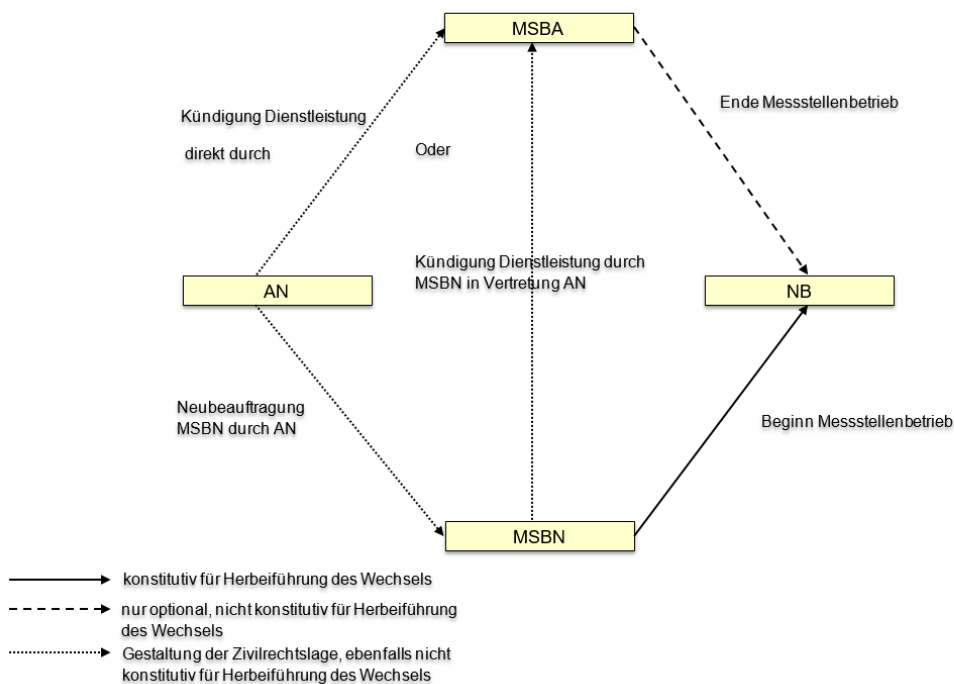 MSBA
Ende Messstellenbetrieb
Kündigung Dienstleistung
direkt durch
Oder
Kündigung Dienstleistung durch
MSBN in Vertretung AN
AN
NB
Neubeauftragung
MSBN durch AN
Beginn Messstellenbetrieb
MSBN
konstitutiv für Herbeiführung des Wechsels
nur optional, nicht konstitutiv für Herbeiführung
des Wechsels
Gestaltung der Zivilrechtslage, ebenfalls nicht
konstitutiv für Herbeiführung des Wechsels